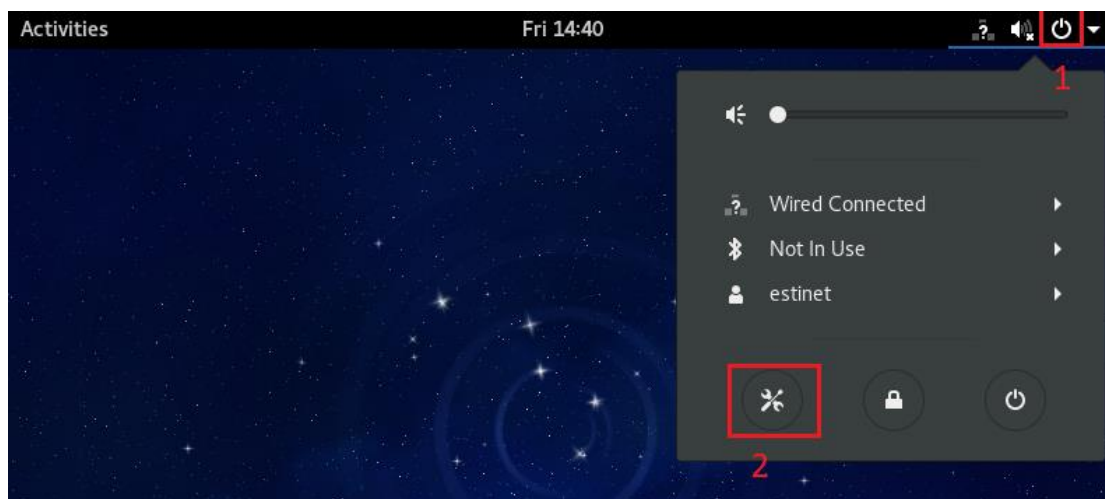 Activities Fri 14:40 ?
1
? Wired Connected
Not In Use
estinet
2